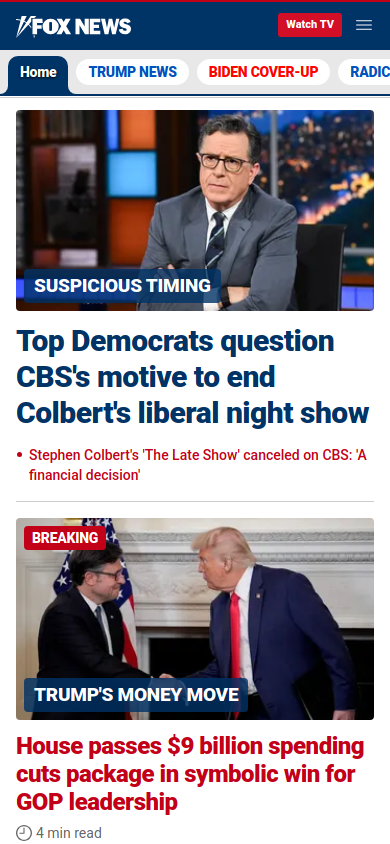 FOX NEWS
Watch TV
Home
TRUMP NEWS
BIDEN COVER-UP
RADIC
SUSPICIOUS TIMING
Top Democrats question
CBS's motive to end
Colbert's liberal night show
• Stephen Colbert's 'The Late Show' canceled on CBS: 'A
financial decision'
BREAKING
TRUMP'S MONEY MOVE
House passes $9 billion spending
cuts package in symbolic win for
GOP leadership
4 min read